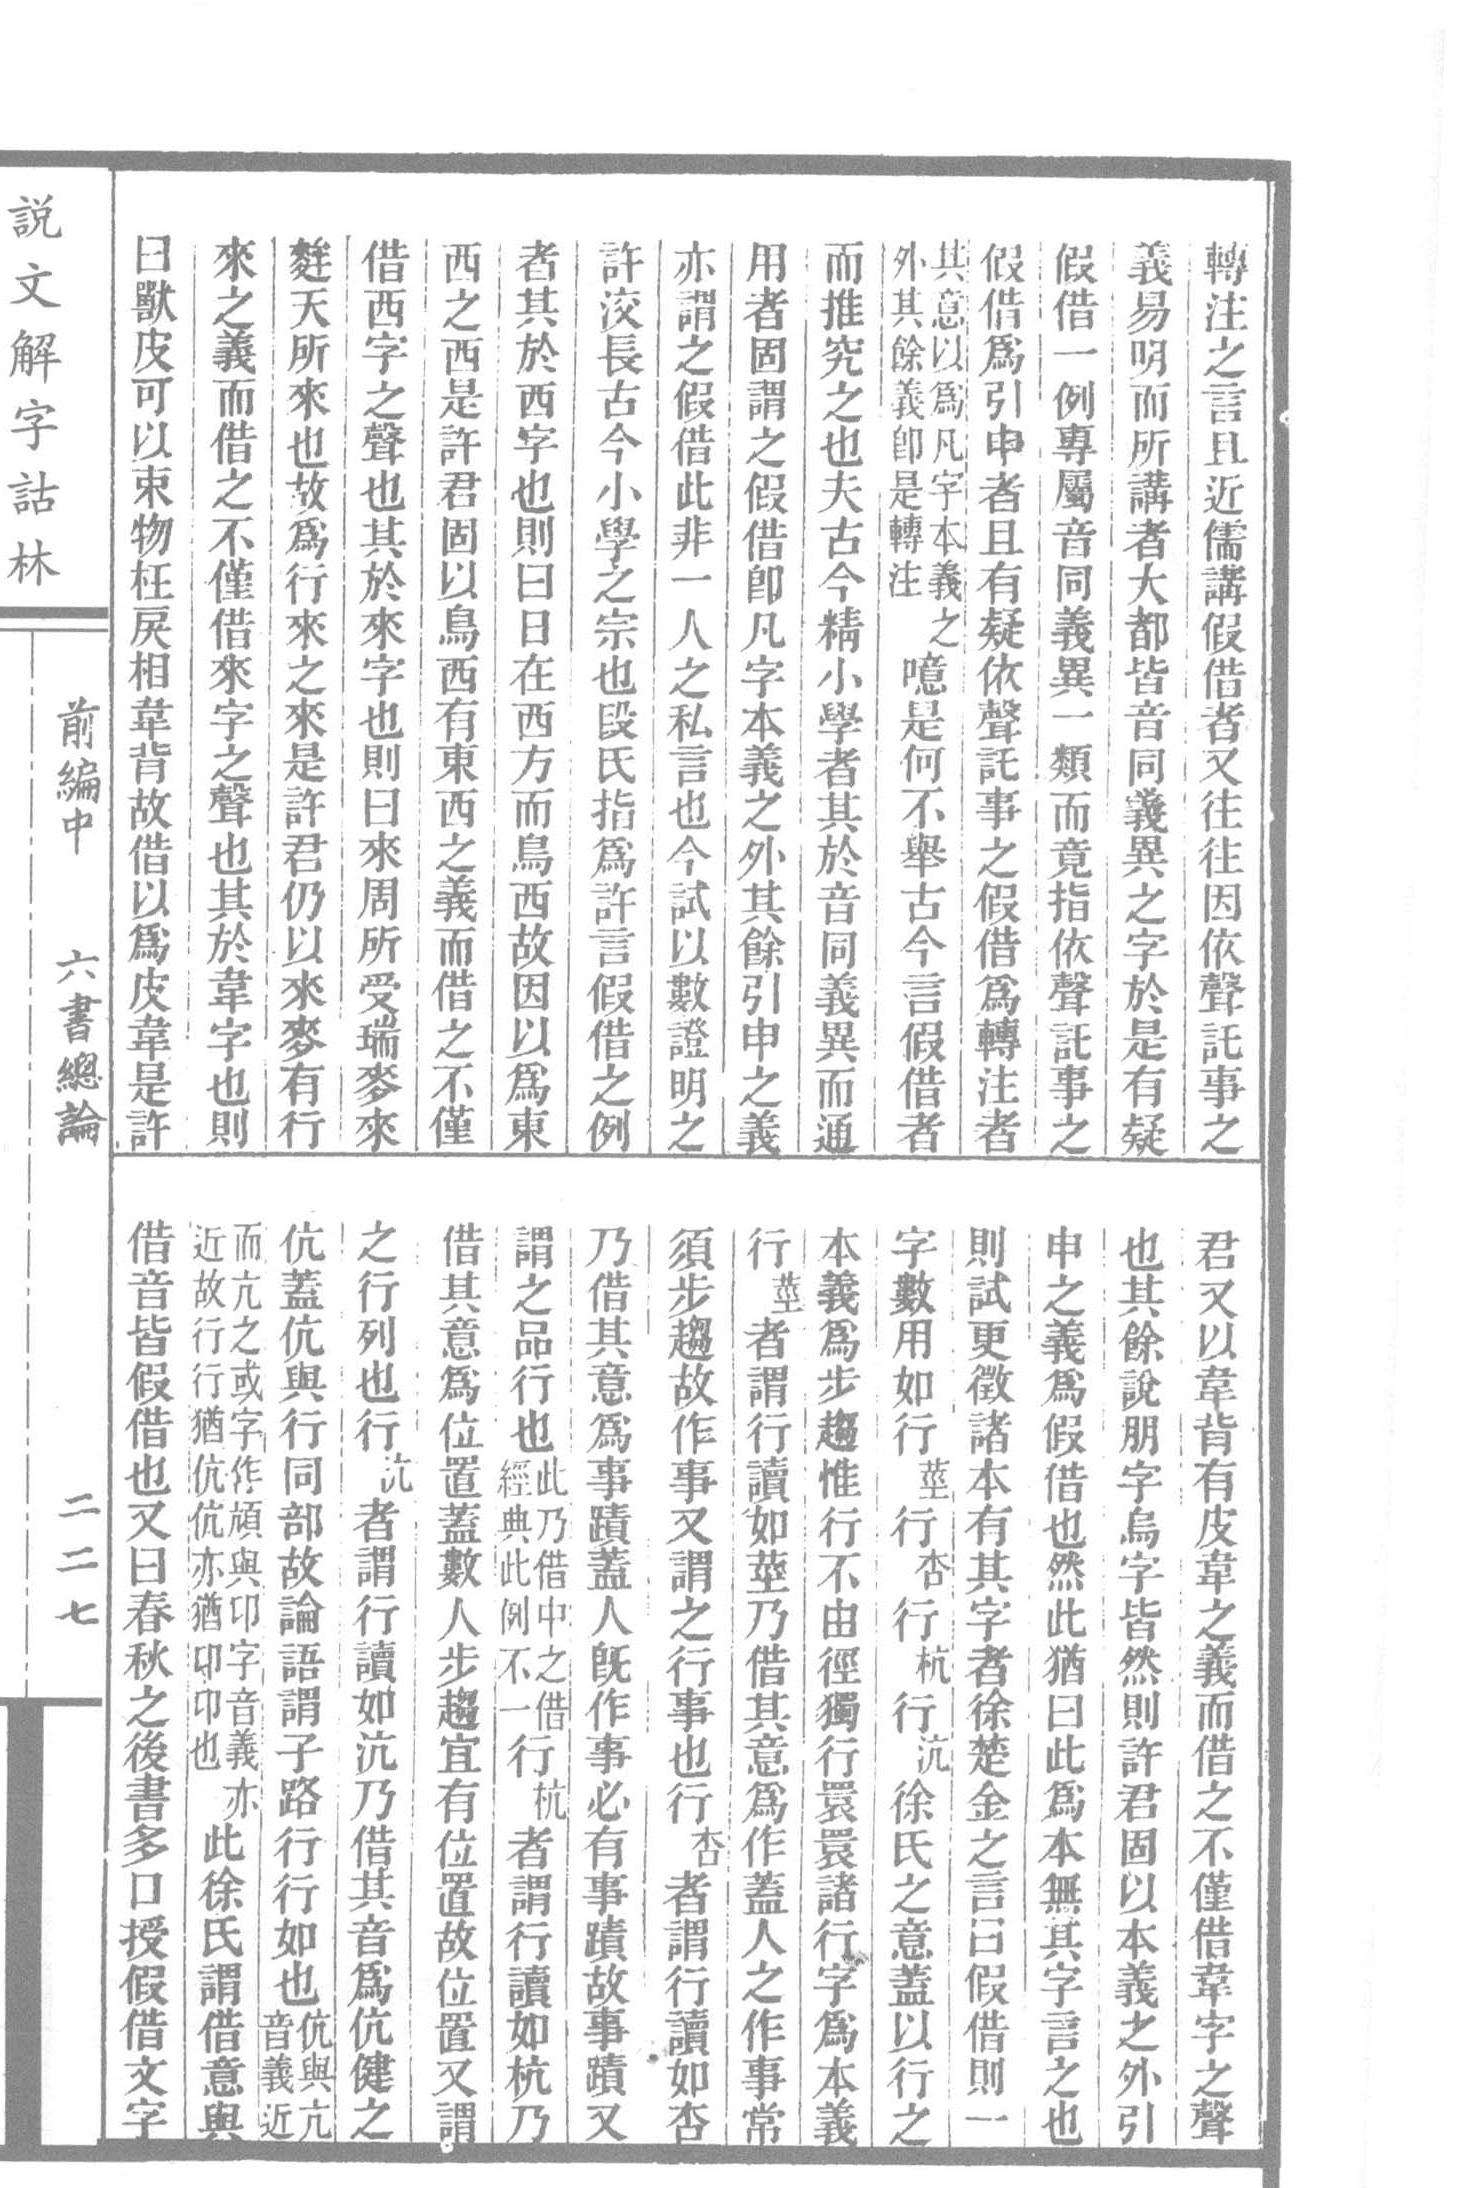 轉注之言且近儒講假借者又往往因依聲託事之
義易明而所講者大都皆音同義異之字於是有疑
假借一例專屬音同義異一類而竟指依聲託事之
假借爲引申者且有疑依聲託事之假借爲轉注者
其意以爲凡字本義之
外其餘義卽是轉注
噫是何不舉古今言假借者
而推究之也夫古今精小學者其於音同義異而通
用者固謂之假借卽凡字本義之外其餘引申之義
亦謂之假借此非一人之私言也今試以數證明之
許洨長古今小學之宗也段氏指爲許言假借之例
者其於西字也則曰日在西方而鳥西故因以爲東
西之西是許君固以鳥西有東西之義而借之不僅
借西字之聲也其於來字也則曰來周所受瑞麥來
麰天所來也故爲行來之來是許君仍以來麥有行
來之義而借之不僅借來字之聲也其於韋字也則
曰獸皮可以束物枉戾相韋背故借以爲皮韋是許
君又以韋背有皮韋之義而借之不僅借韋字之聲
也其餘說朋字烏字皆然則許君固以本義之外引
申之義爲假借也然此猶曰此爲本無其字言之也
則試更徵諸本有其字者徐楚金之言曰假借則一
字數用如行莖行杏行杭行沆徐氏之意蓋以行之
本義爲步趨惟行不由徑獨行睘睘諸行字爲本義
行莖者謂行讀如莖乃借其意爲作蓋人之作事常
須步趨故作事又謂之行事也行杏者謂行讀如杏
乃借其意爲事蹟蓋人旣作事必有事蹟故事蹟又
謂之品行也
此乃借中之借
經典此例不一
行杭者謂行讀如杭乃
借其意爲位置蓋數人步趨宜有位置故位置又謂
之行列也行沆者謂行讀如沆乃借其音爲伉健之
伉蓋伉與行同部故論語謂子路行行如也
伉與亢
音義近
而亢之或字作頏與卬字音義亦
近故行行猶伉伉亦猶卬卬也
此徐氏謂借意與
借音皆假借也又曰春秋之後書多口授假借文字
說文解字詁林
前編中 六書總論
二二七